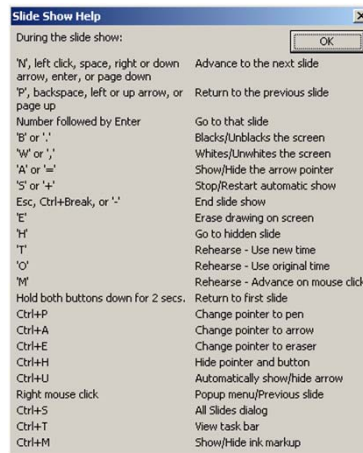 Slide Show Help
During the slide show:
OK
'N', left click, space, right or down arrow, enter, or page down Advance to the next slide
'P', backspace, left or up arrow, or page up Return to the previous slide
Number followed by Enter Go to that slide
'B' or '.' Blacks/Unblacks the screen
'W' or ',' Whites/Unwhites the screen
'A' or '=' Show/Hide the arrow pointer
'S' or '+' Stop/Restart automatic show
Esc, Ctrl+Break, or '-' End slide show
'E' Erase drawing on screen
'H' Go to hidden slide
'T' Rehearse - Use new time
'O' Rehearse - Use original time
'M' Rehearse - Advance on mouse click
Hold both buttons down for 2 secs. Return to first slide
Ctrl+P Change pointer to pen
Ctrl+A Change pointer to arrow
Ctrl+E Change pointer to eraser
Ctrl+H Hide pointer and button
Ctrl+U Automatically show/hide arrow
Right mouse click Popup menu/Previous slide
Ctrl+S All Slides dialog
Ctrl+T View task bar
Ctrl+M Show/Hide ink markup